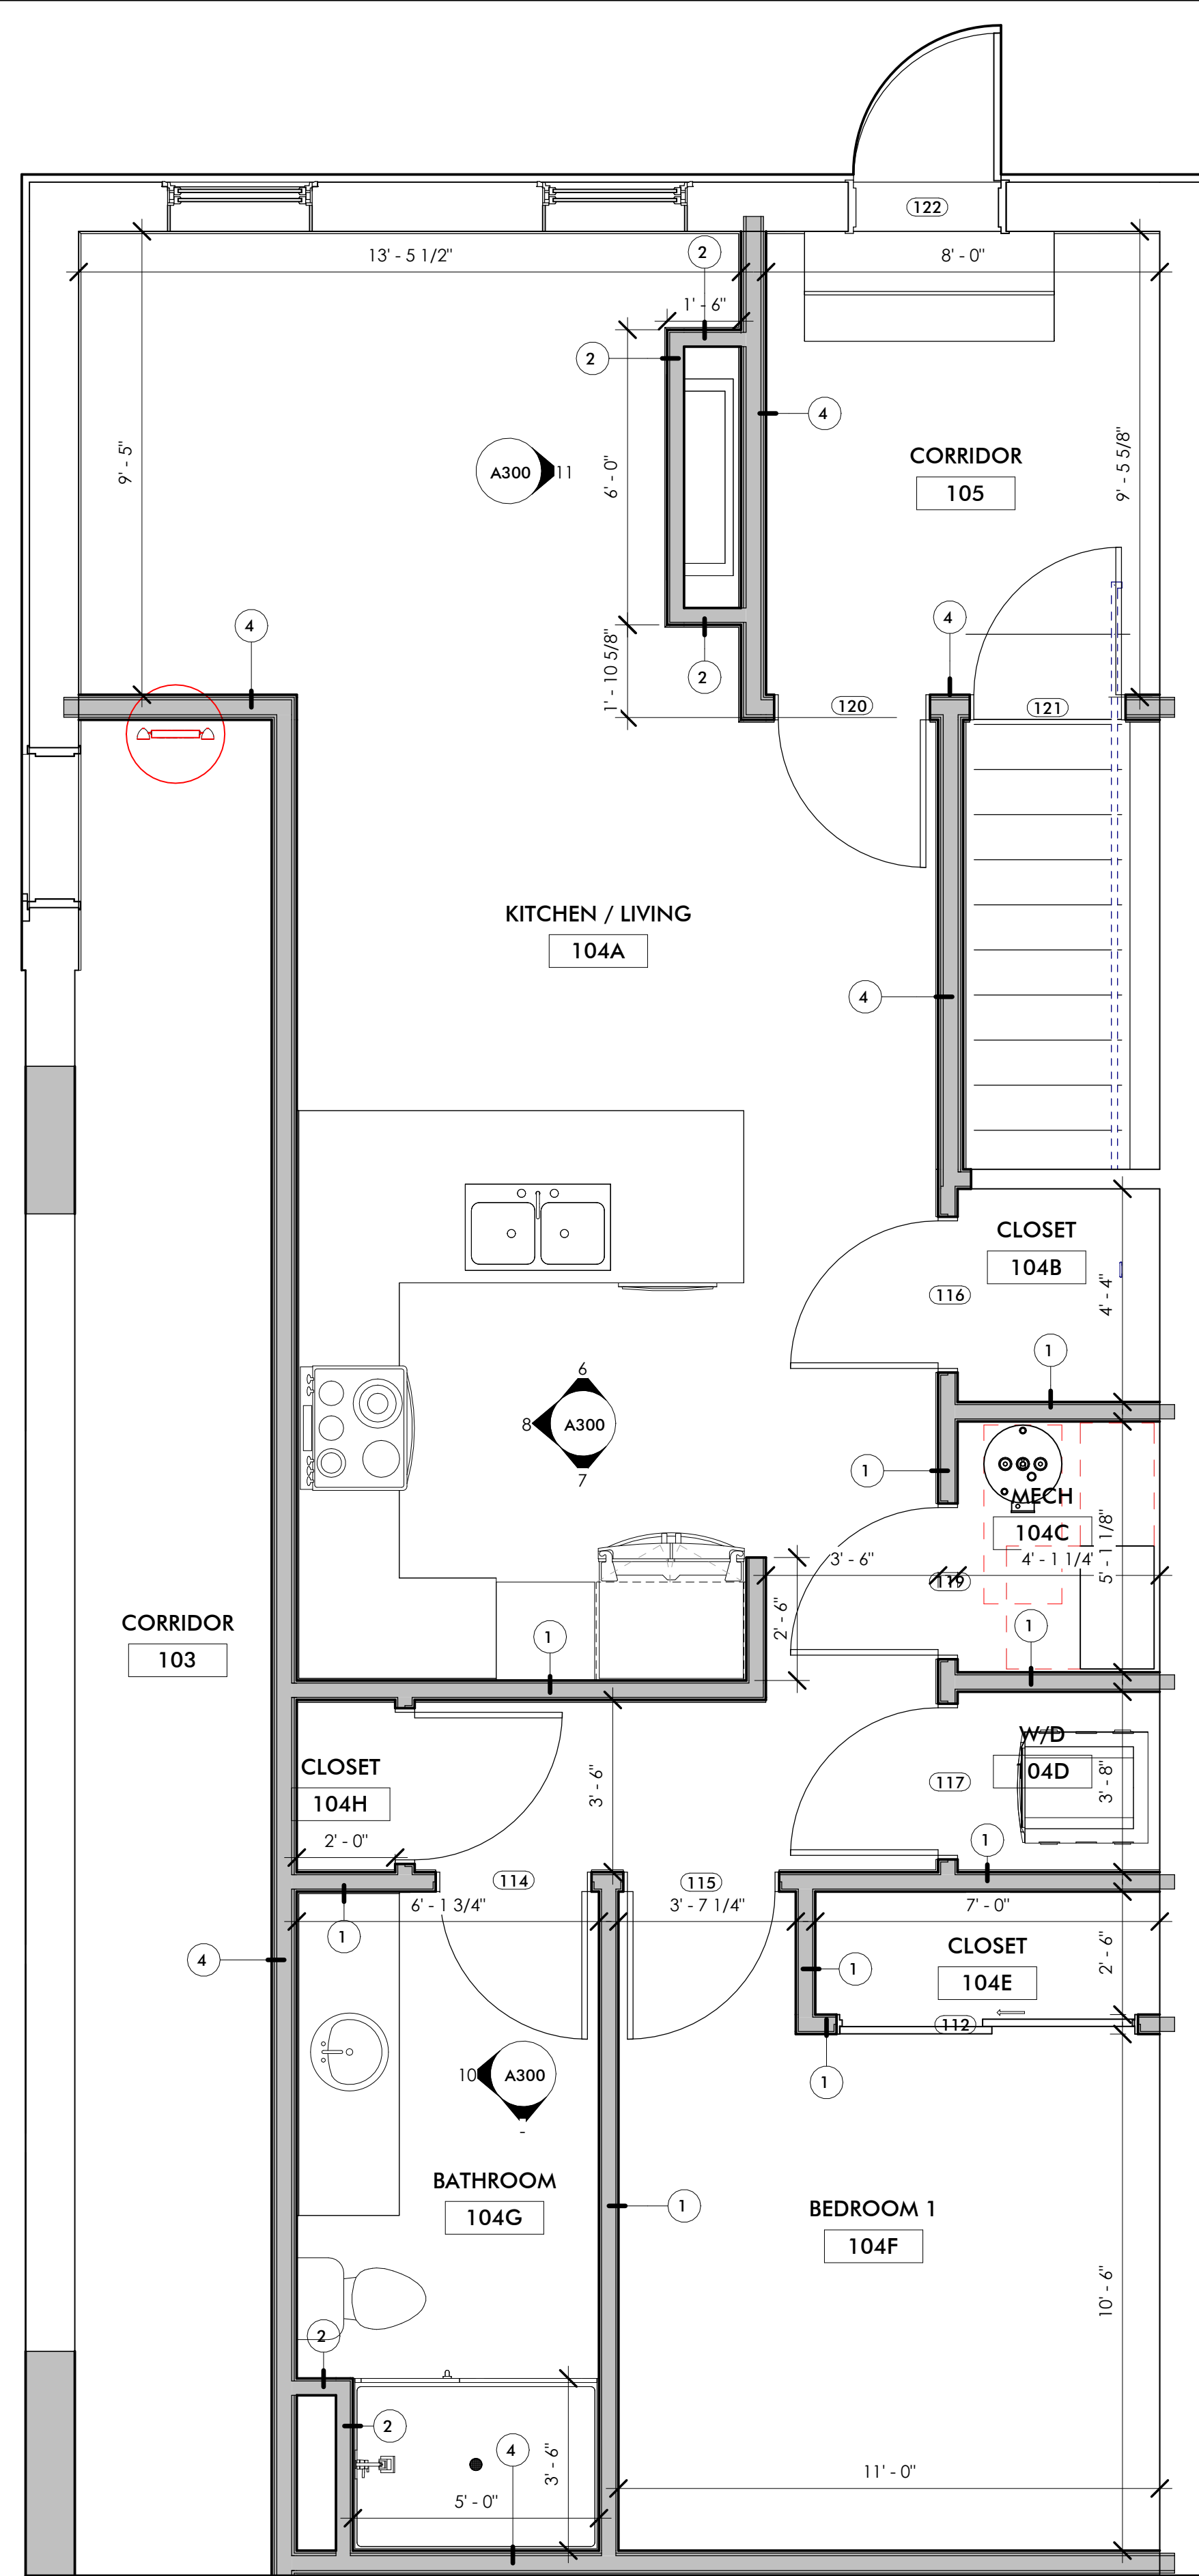 122
13' - 5 1/2"
2
8' - 0"
1' - 6"
2
4
9' - 5"
A300
11
6' - 0"
CORRIDOR
105
9' - 5 5/8"
4
4
2
1' - 10 5/8"
120
121
KITCHEN / LIVING
104A
4
CLOSET
104B
116
4' - 4"
1
6
8
A300
7
1
MECH
104C
5' - 1 1/8"
3' - 6"
4' - 1 1/4"
119
2' - 6"
1
1
CORRIDOR
103
W/D
104D
CLOSET
104H
3' - 6"
117
3' - 8"
2' - 0"
1
114
115
6' - 1 3/4"
3' - 7 1/4"
7' - 0"
1
4
1
CLOSET
104E
2' - 6"
112
10
A300
-
1
BATHROOM
104G
1
BEDROOM 1
104F
10' - 6"
2
2
4
3' - 6"
11' - 0"
5' - 0"